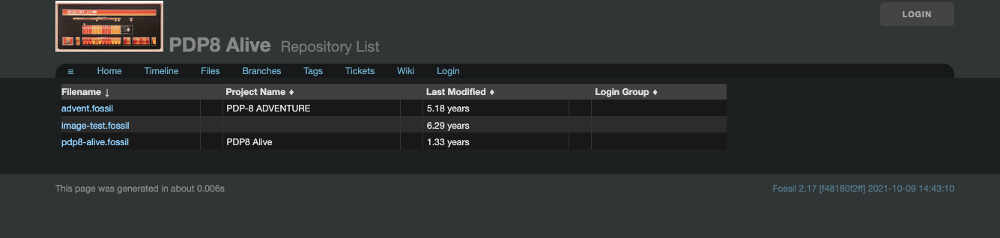 LOGIN
PDP8 Alive Repository List
≡ Home Timeline Files Branches Tags Tickets Wiki Login
Filename ↓ Project Name ♦ Last Modified ♦ Login Group ♦
advent.fossil PDP-8 ADVENTURE 5.18 years
image-test.fossil 6.29 years
pdp8-alive.fossil PDP8 Alive 1.33 years
This page was generated in about 0.006s Fossil 2.17 [f48180f2ff] 2021-10-09 14:43:10